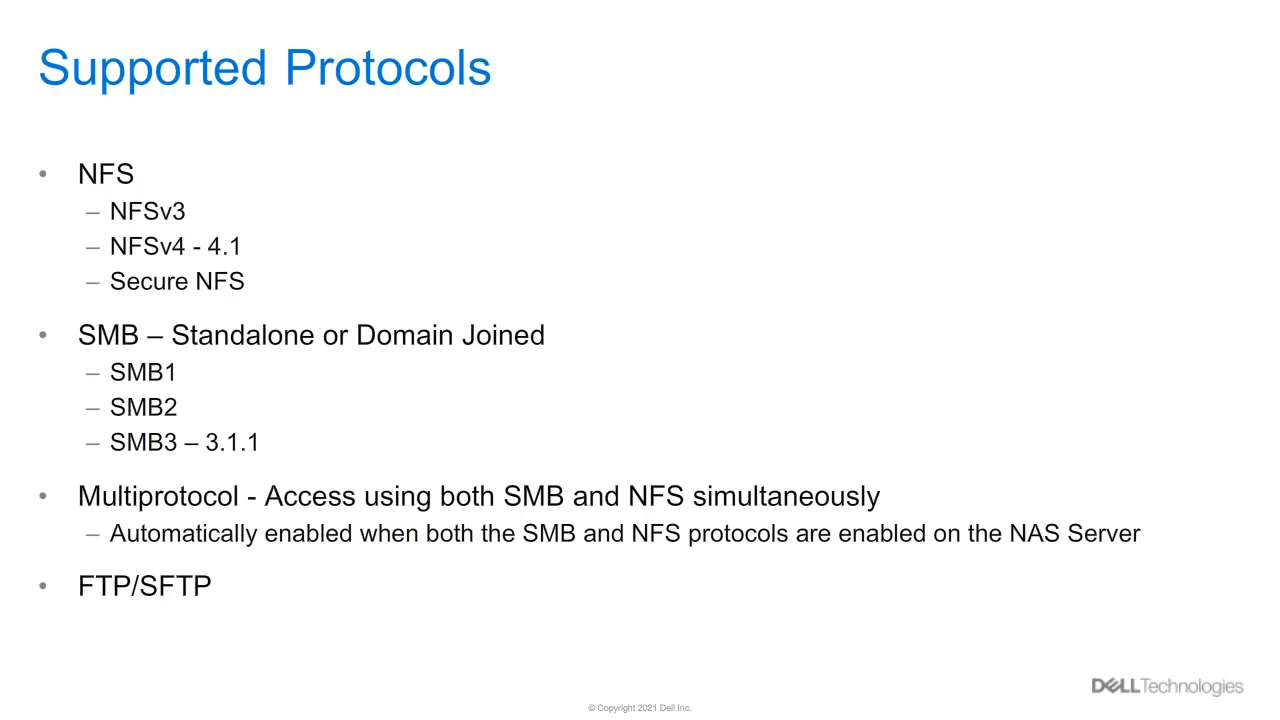 Supported Protocols
• NFS
– NFSv3
– NFSv4 - 4.1
– Secure NFS
• SMB – Standalone or Domain Joined
– SMB1
– SMB2
– SMB3 – 3.1.1
• Multiprotocol - Access using both SMB and NFS simultaneously
– Automatically enabled when both the SMB and NFS protocols are enabled on the NAS Server
• FTP/SFTP
DELLTechnologies
© Copyright 2021 Dell Inc.